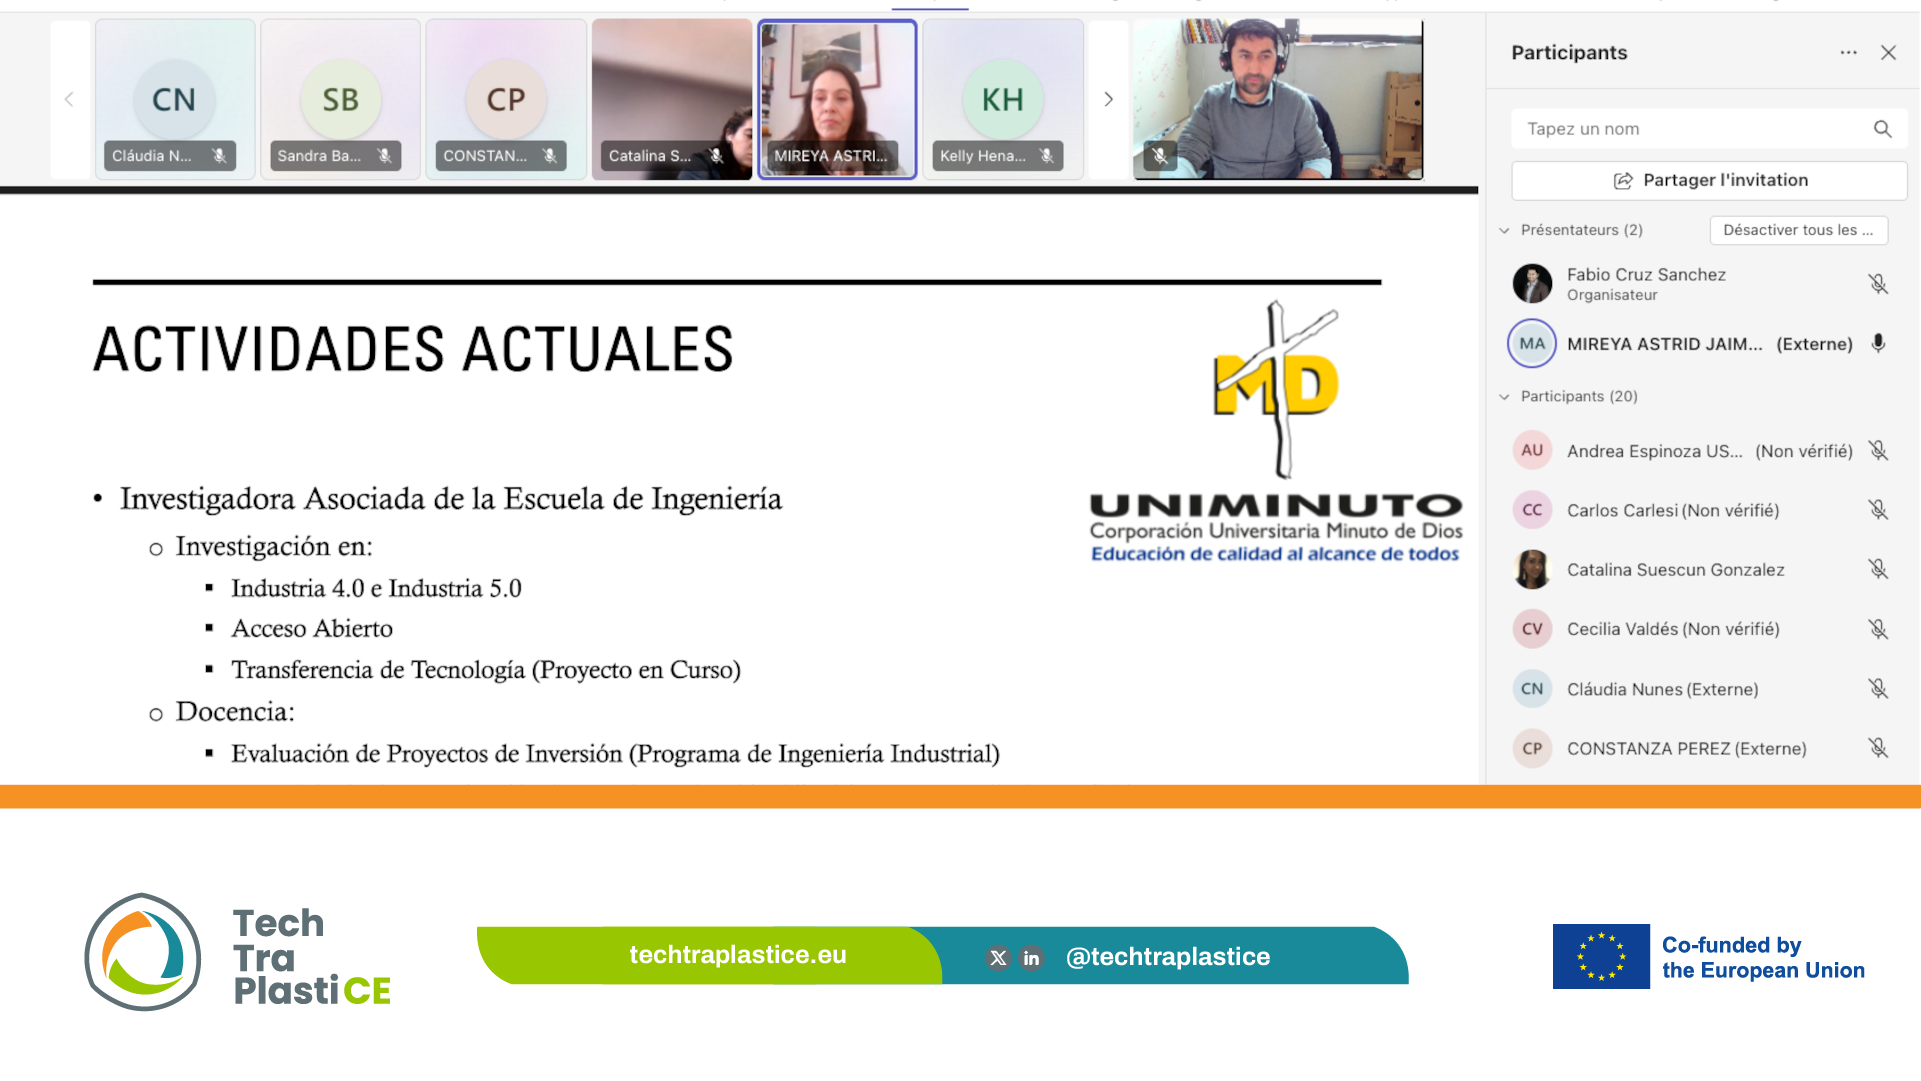 CN
SB
CP
KH
Cláudia N...
Sandra Ba...
CONSTAN...
Catalina S...
MIREYA ASTRI...
Kelly Hena...
ACTIVIDADES ACTUALES
• Investigadora Asociada de la Escuela de Ingeniería
o Investigación en:
▪ Industria 4.0 e Industria 5.0
▪ Acceso Abierto
▪ Transferencia de Tecnología (Proyecto en Curso)
o Docencia:
▪ Evaluación de Proyectos de Inversión (Programa de Ingeniería Industrial)
MD
UNIMINUTO
Corporación Universitaria Minuto de Dios
Educación de calidad al alcance de todos
Participants
Tapez un nom
Partager l'invitation
Présentateurs (2)
Désactiver tous les ...
Fabio Cruz Sanchez
Organisateur
MA MIREYA ASTRID JAIM... (Externe)
Participants (20)
AU Andrea Espinoza US... (Non vérifié)
CC Carlos Carlesi (Non vérifié)
Catalina Suescun Gonzalez
CV Cecilia Valdés (Non vérifié)
CN Cláudia Nunes (Externe)
CP CONSTANZA PEREZ (Externe)
Tech
Tra
PlastiCE
techtraplastice.eu
X in @techtraplastice
Co-funded by
the European Union